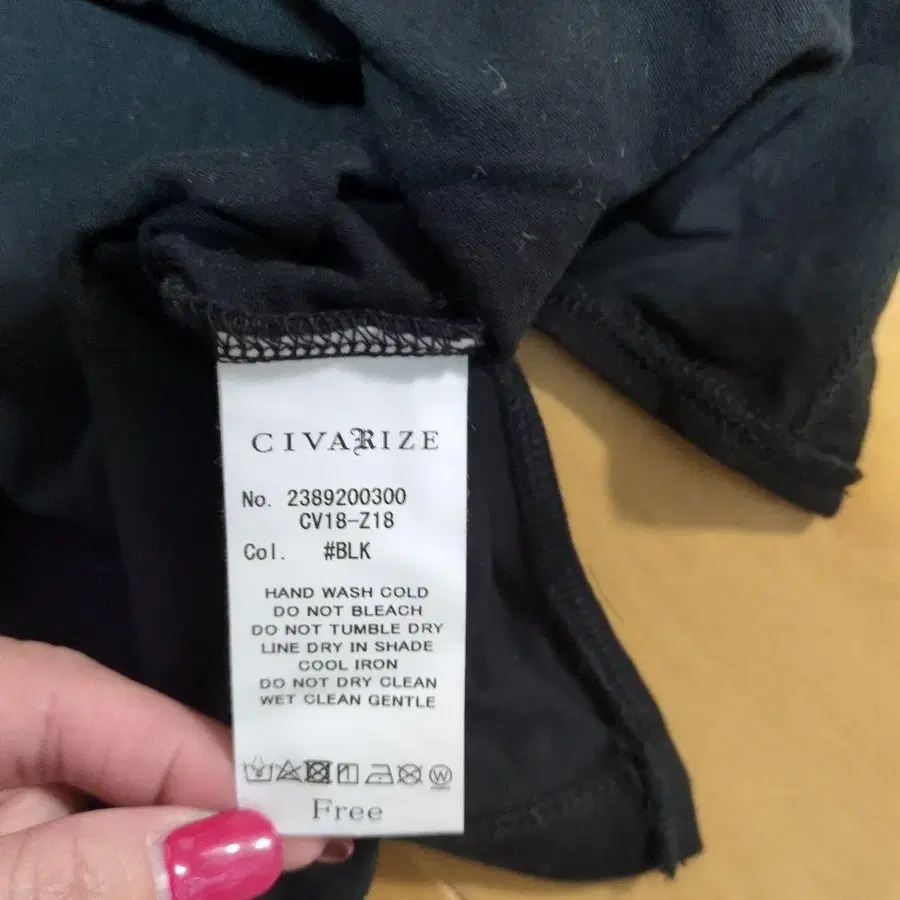 CIVARIZE
No. 2389200300
CV18-Z18
Col. #BLK
HAND WASH COLD
DO NOT BLEACH
DO NOT TUMBLE DRY
LINE DRY IN SHADE
COOL IRON
DO NOT DRY CLEAN
WET CLEAN GENTLE
W
Free